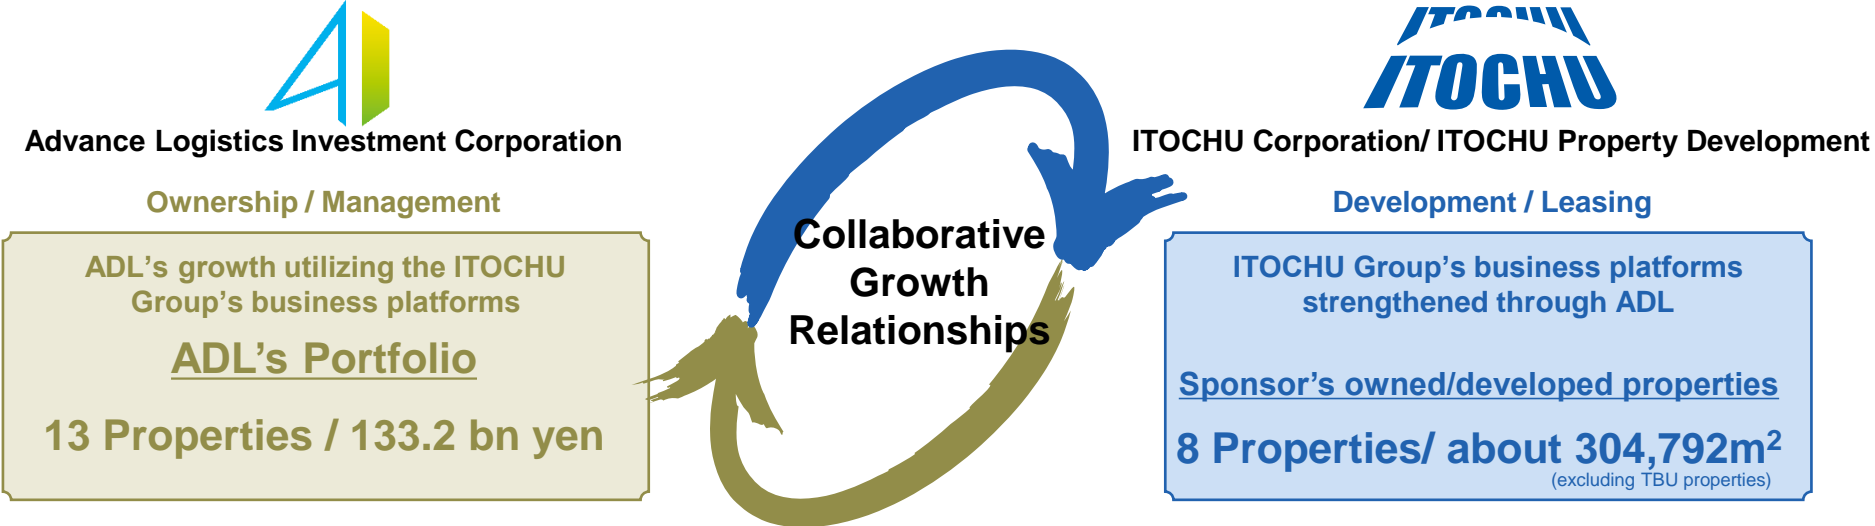 Advance Logistics Investment Corporation
Ownership / Management
ADL’s growth utilizing the ITOCHU
Group’s business platforms
ADL’s Portfolio
13 Properties / 133.2 bn yen
Collaborative
Growth
Relationships
ITOCHU
ITOCHU
ITOCHU Corporation/ ITOCHU Property Development
Development / Leasing
ITOCHU Group’s business platforms
strengthened through ADL
Sponsor’s owned/developed properties
8 Properties/ about 304,792m²
(excluding TBU properties)